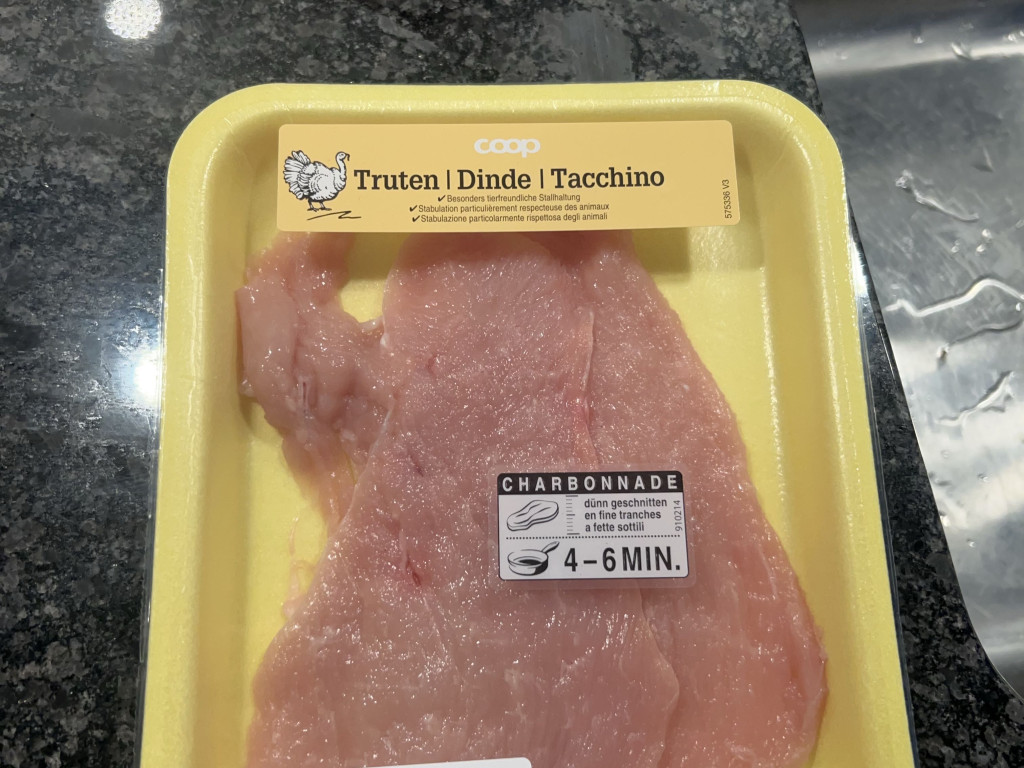 coop
Truten | Dinde | Tacchino
✓ Besonders tierfreundliche Stallhaltung
✓ Stabulation particulièrement respecteuse des animaux
✓ Stabulazione particolarmente rispettosa degli animali
575336 V3
CHARBONNADE
dünn geschnitten
en fine tranches
a fette sottili
910214
4–6 MIN.